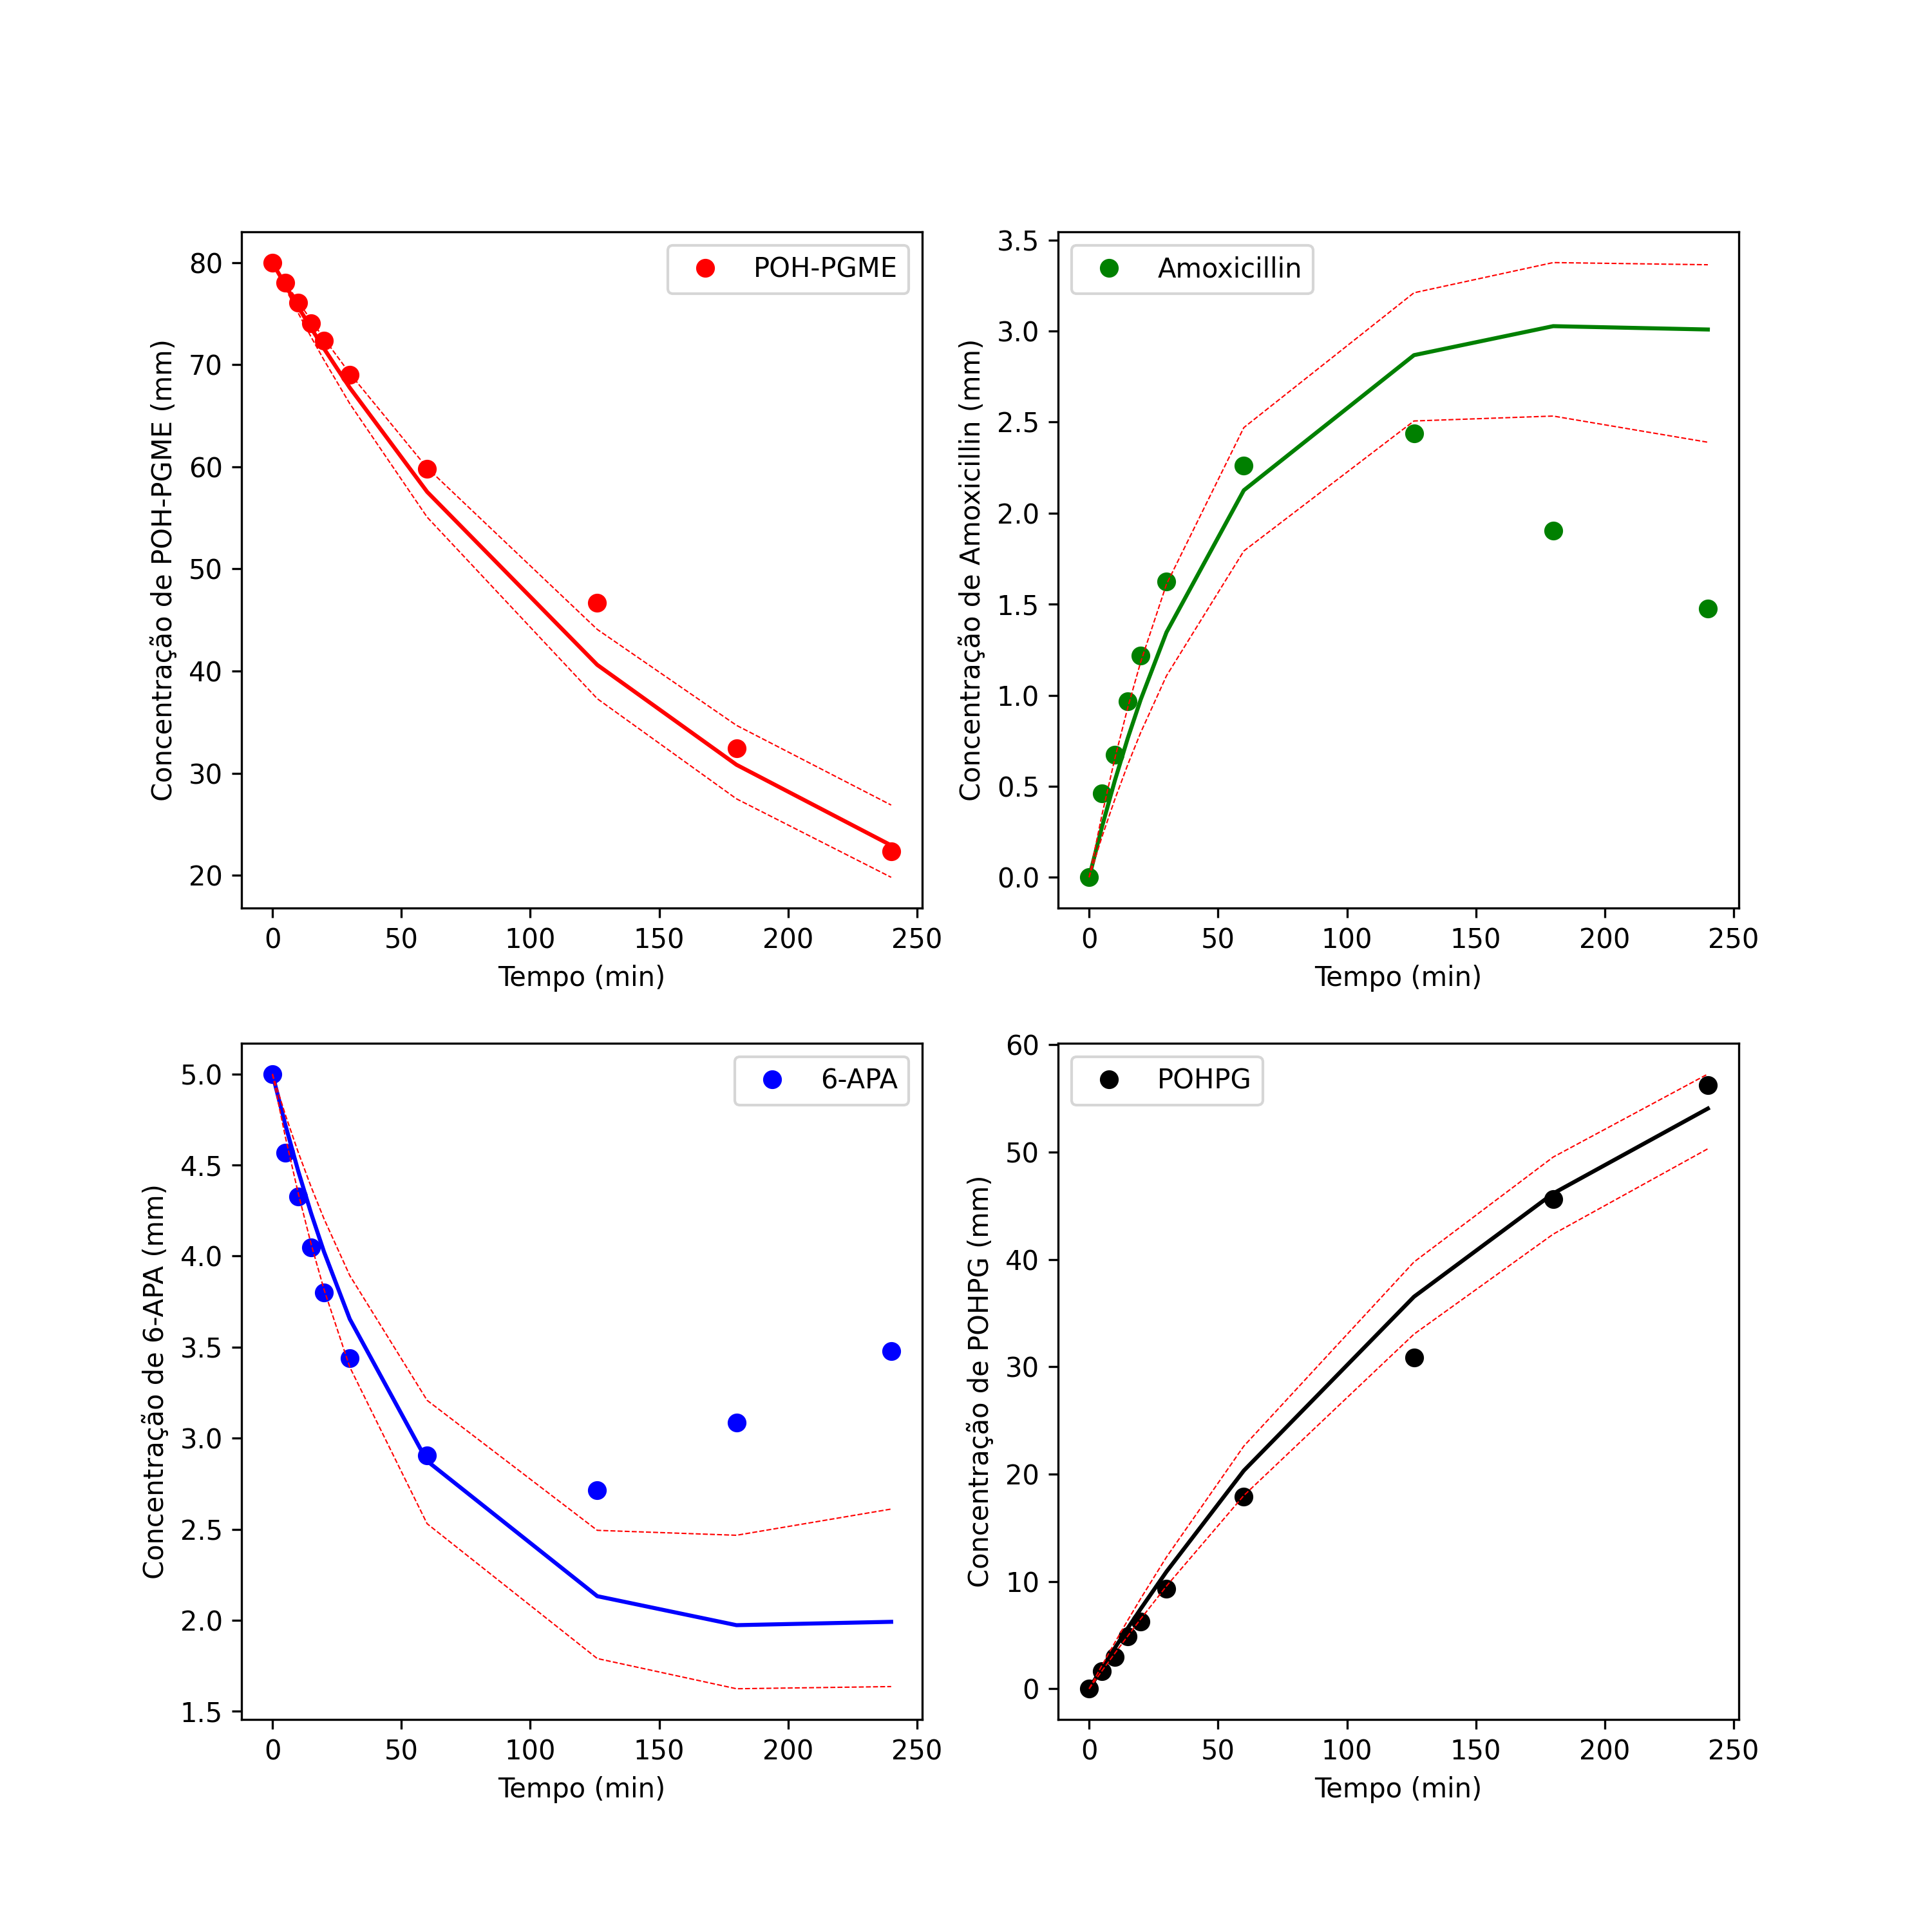 POH-PGME
Concentração de POH-PGME (mm)
80
70
60
50
40
30
20
0 50 100 150 200 250
Tempo (min)
Amoxicillin
Concentração de Amoxicillin (mm)
3.5
3.0
2.5
2.0
1.5
1.0
0.5
0.0
0 50 100 150 200 250
Tempo (min)
6-APA
Concentração de 6-APA (mm)
5.0
4.5
4.0
3.5
3.0
2.5
2.0
1.5
0 50 100 150 200 250
Tempo (min)
POHPG
Concentração de POHPG (mm)
60
50
40
30
20
10
0
0 50 100 150 200 250
Tempo (min)